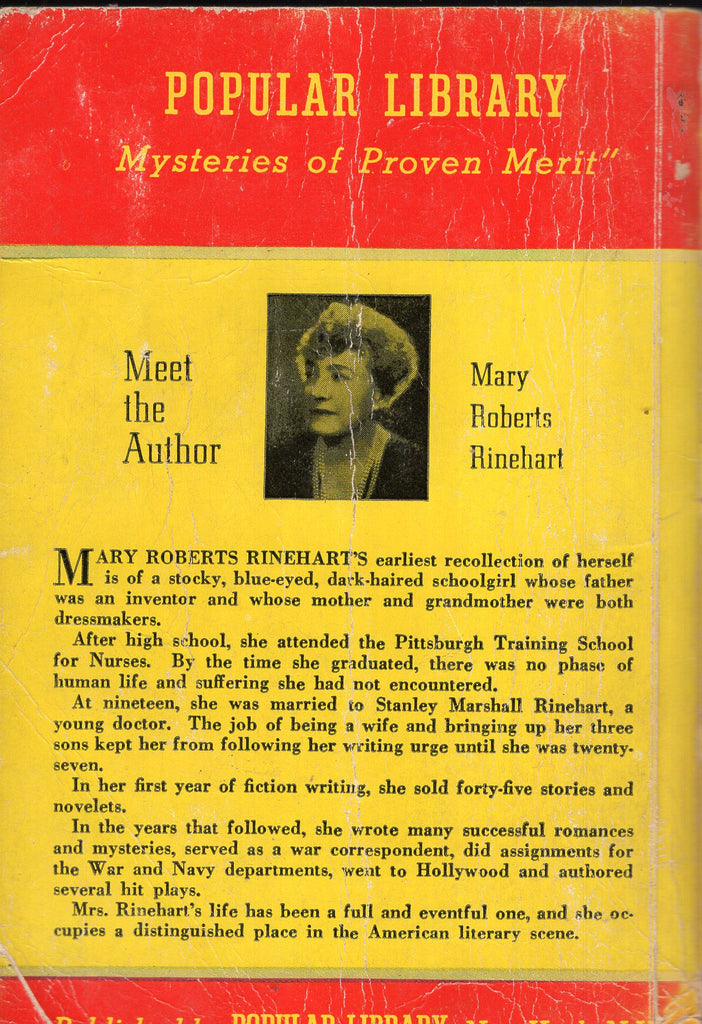 POPULAR LIBRARY
Mysteries of Proven Merit"
Meet
the
Author
Mary
Roberts
Rinehart
MARY ROBERTS RINEHART'S earliest recollection of herself
is of a stocky, blue-eyed, dark-haired schoolgirl whose father
was an inventor and whose mother and grandmother were both
dressmakers.
After high school, she attended the Pittsburgh Training School
for Nurses. By the time she graduated, there was no phase of
human life and suffering she had not encountered.
At nineteen, she was married to Stanley Marshall Rinehart, a
young doctor. The job of being a wife and bringing up her three
sons kept her from following her writing urge until she was twenty-
seven.
In her first year of fiction writing, she sold forty-five stories and
novelets.
In the years that followed, she wrote many successful romances
and mysteries, served as a war correspondent, did assignments for
the War and Navy departments, went to Hollywood and authored
several hit plays.
Mrs. Rinehart's life has been a full and eventful one, and she oc-
cupies a distinguished place in the American literary scene.
POPULAR LIBRARY